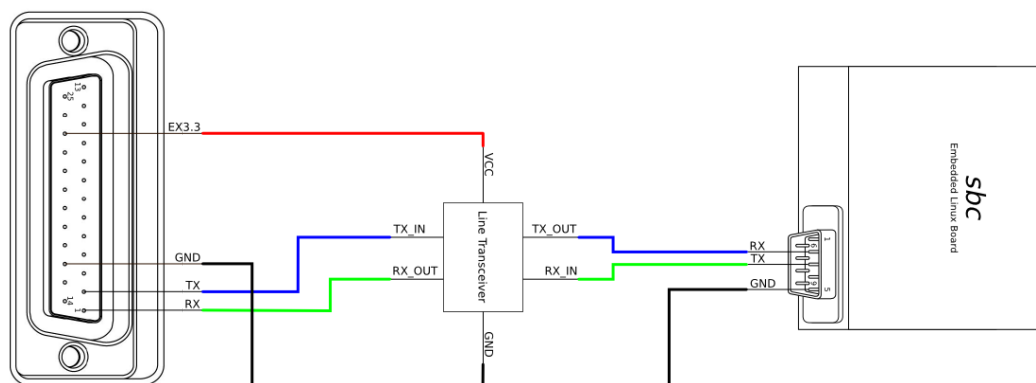 13
25
EX3.3
GND
TX
RX
14
1
VCC
TX_IN
RX_OUT
Line Transceiver
TX_OUT
RX_IN
GND
RX
TX
GND
1
6
9
5
sbc
Embedded Linux Board